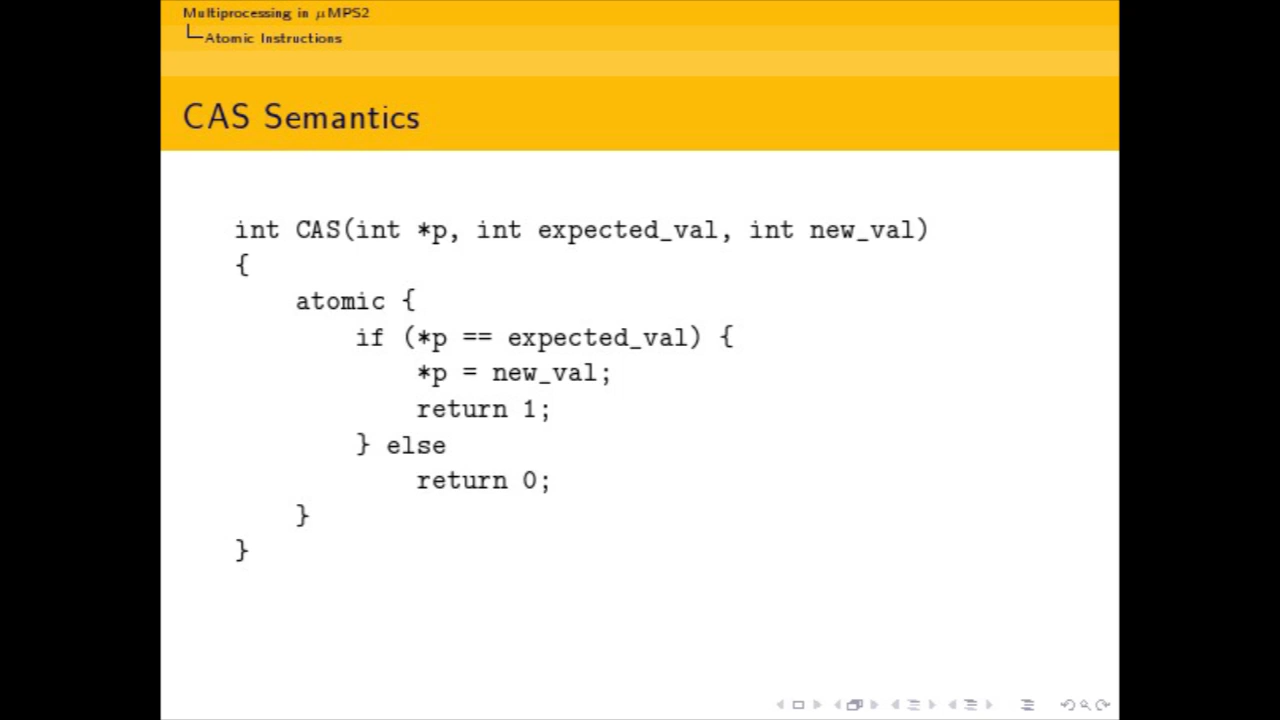 Multiprocessing in μMPS2
Atomic Instructions
CAS Semantics
int CAS(int *p, int expected_val, int new_val)
{
    atomic {
        if (*p == expected_val) {
            *p = new_val;
            return 1;
        } else
            return 0;
    }
}